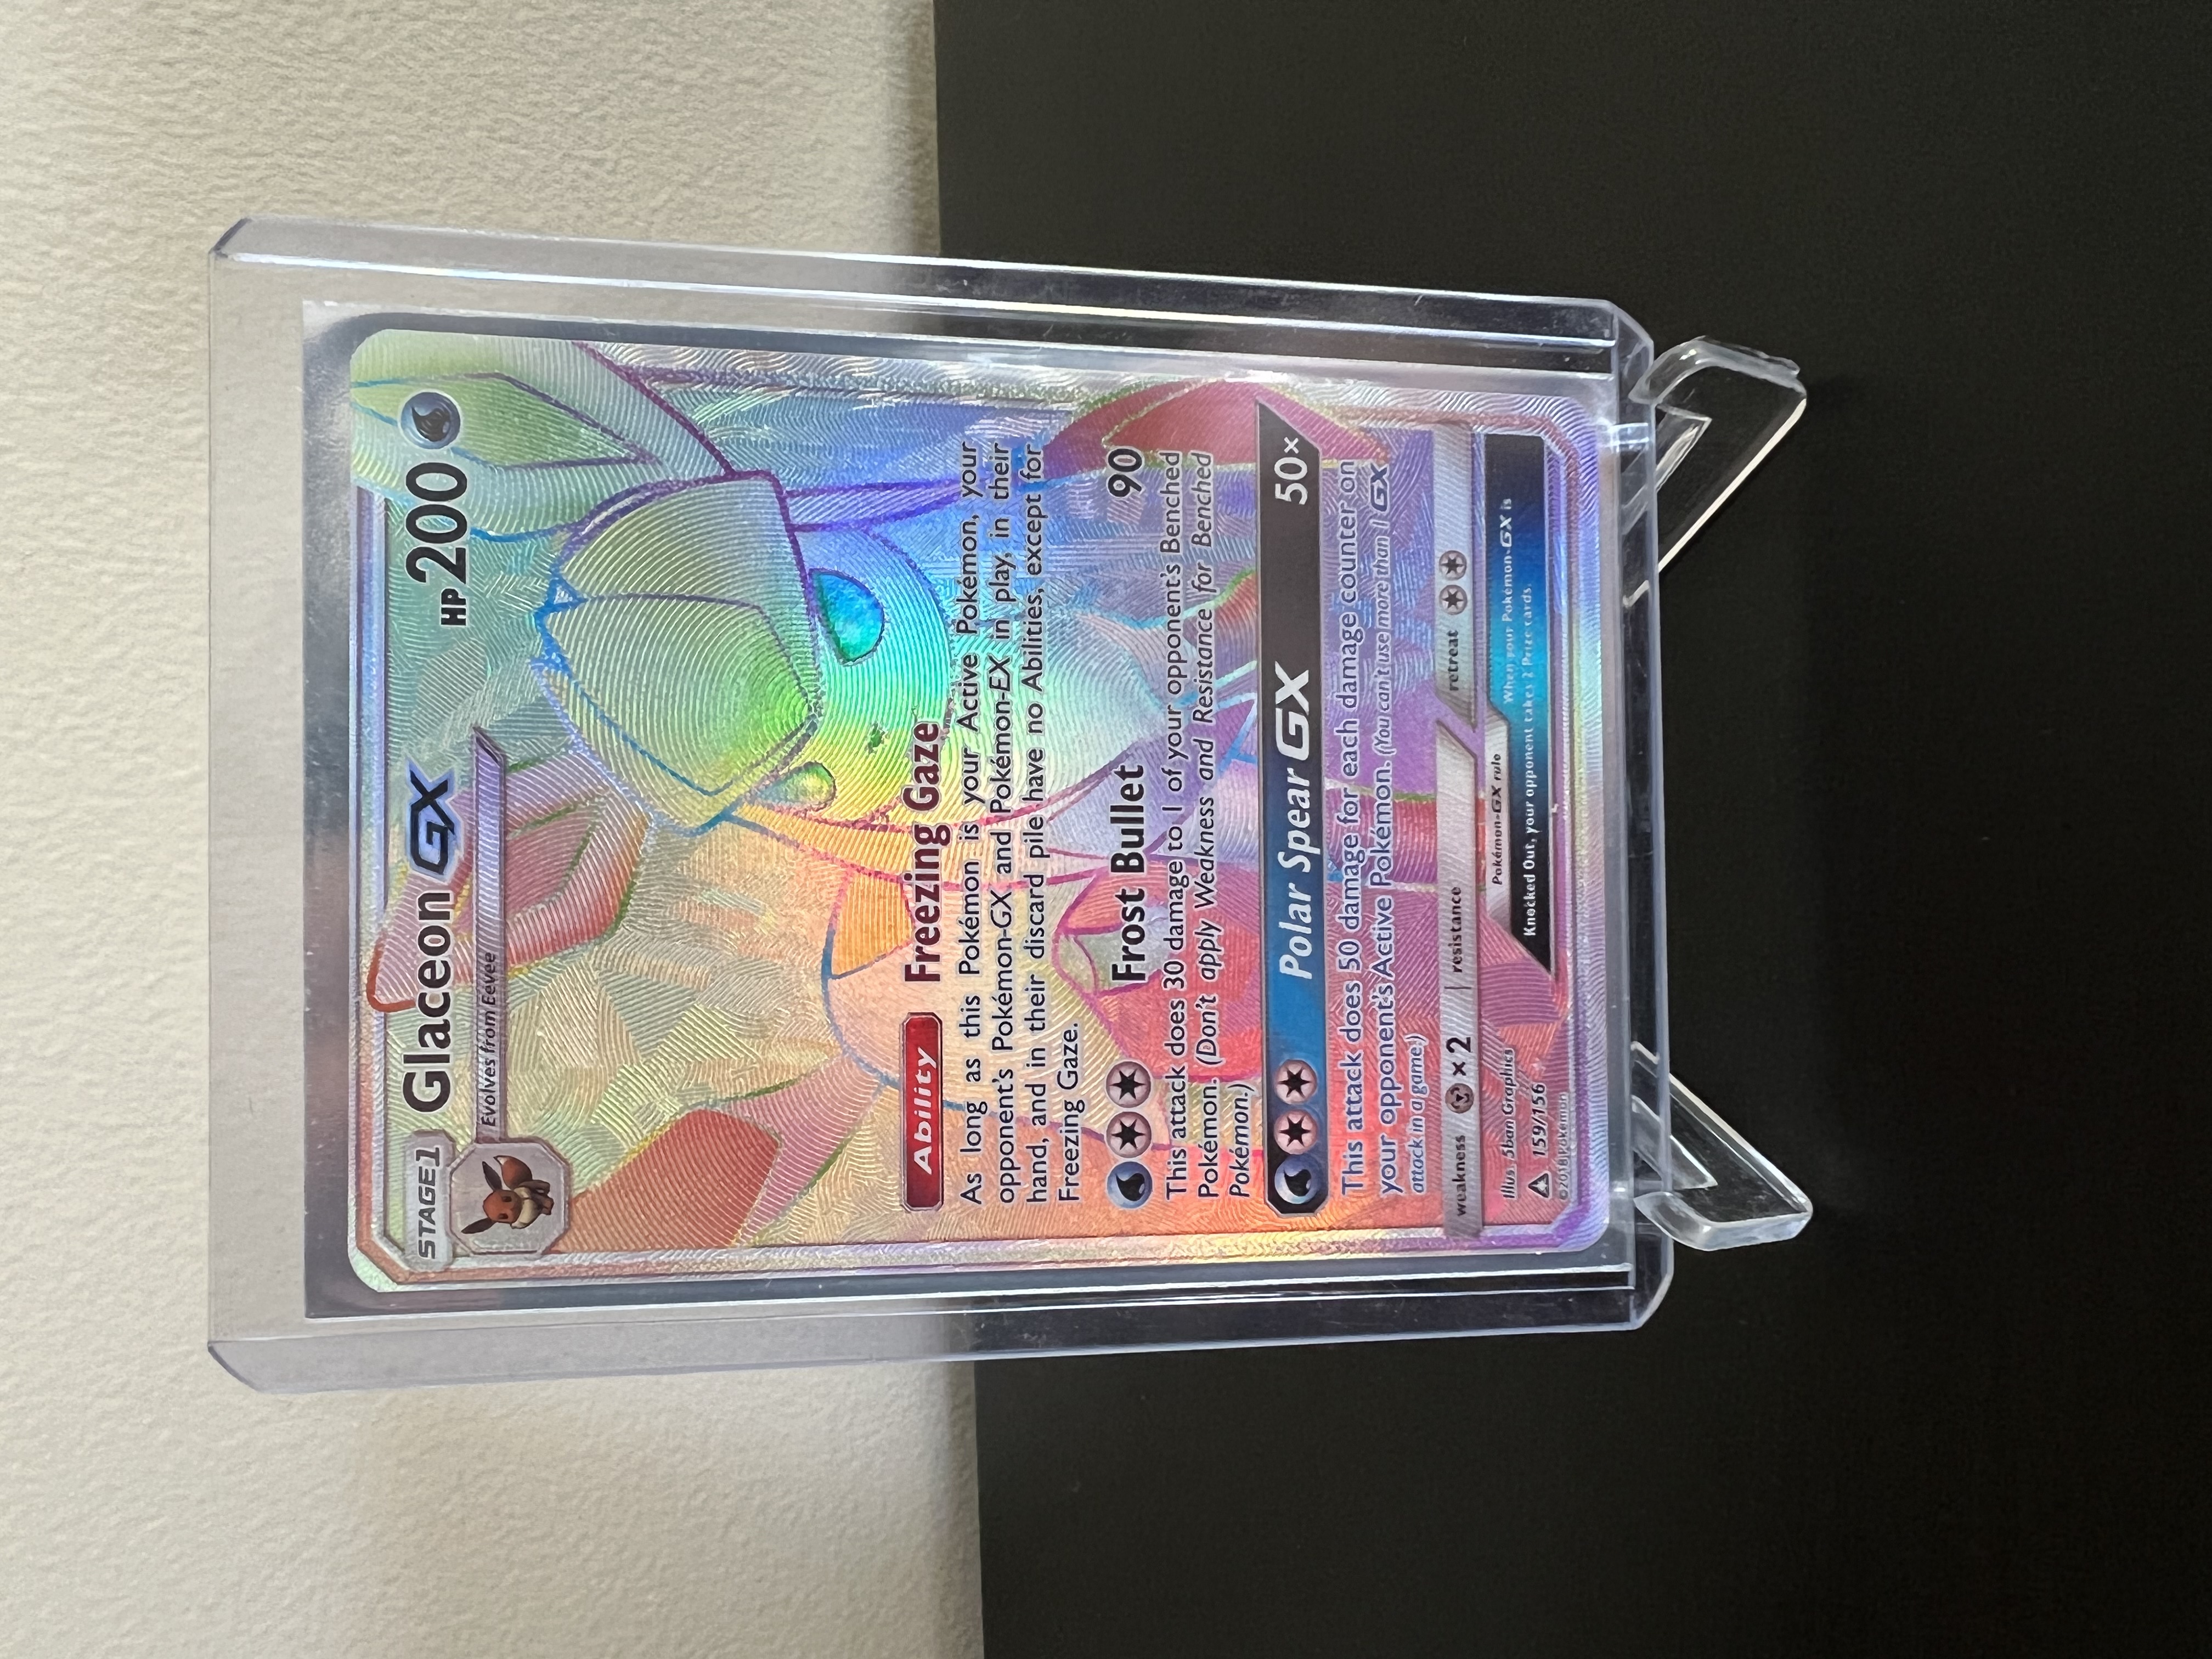 STAGE1 Glaceon GX HP 200
Evolves from Eevee
Ability Freezing Gaze
As long as this Pokémon is your Active Pokémon, your
opponent's Pokémon-GX and Pokémon-EX in play, in their
hand, and in their discard pile have no Abilities, except for
Freezing Gaze.
Frost Bullet 90
This attack does 30 damage to 1 of your opponent's Benched
Pokémon. (Don't apply Weakness and Resistance for Benched
Pokémon.)
Polar Spear GX 50×
This attack does 50 damage for each damage counter on
your opponent's Active Pokémon. (You can't use more than 1 GX
attack in a game.)
weakness ×2 resistance retreat
Illus. 5ban Graphics
159/156
©2018 Pokémon
Pokémon-GX rule When your Pokémon-GX is
Knocked Out, your opponent takes 2 Prize cards.